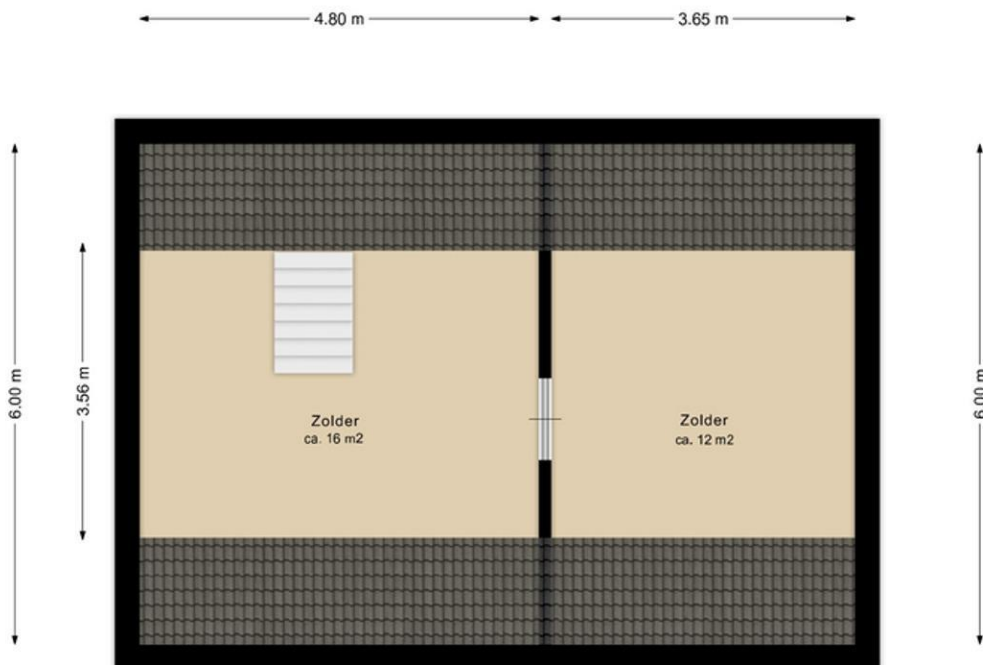 4.80 m
3.65 m
6.00 m
3.56 m
6.00 m
Zolder
ca. 16 m2
Zolder
ca. 12 m2